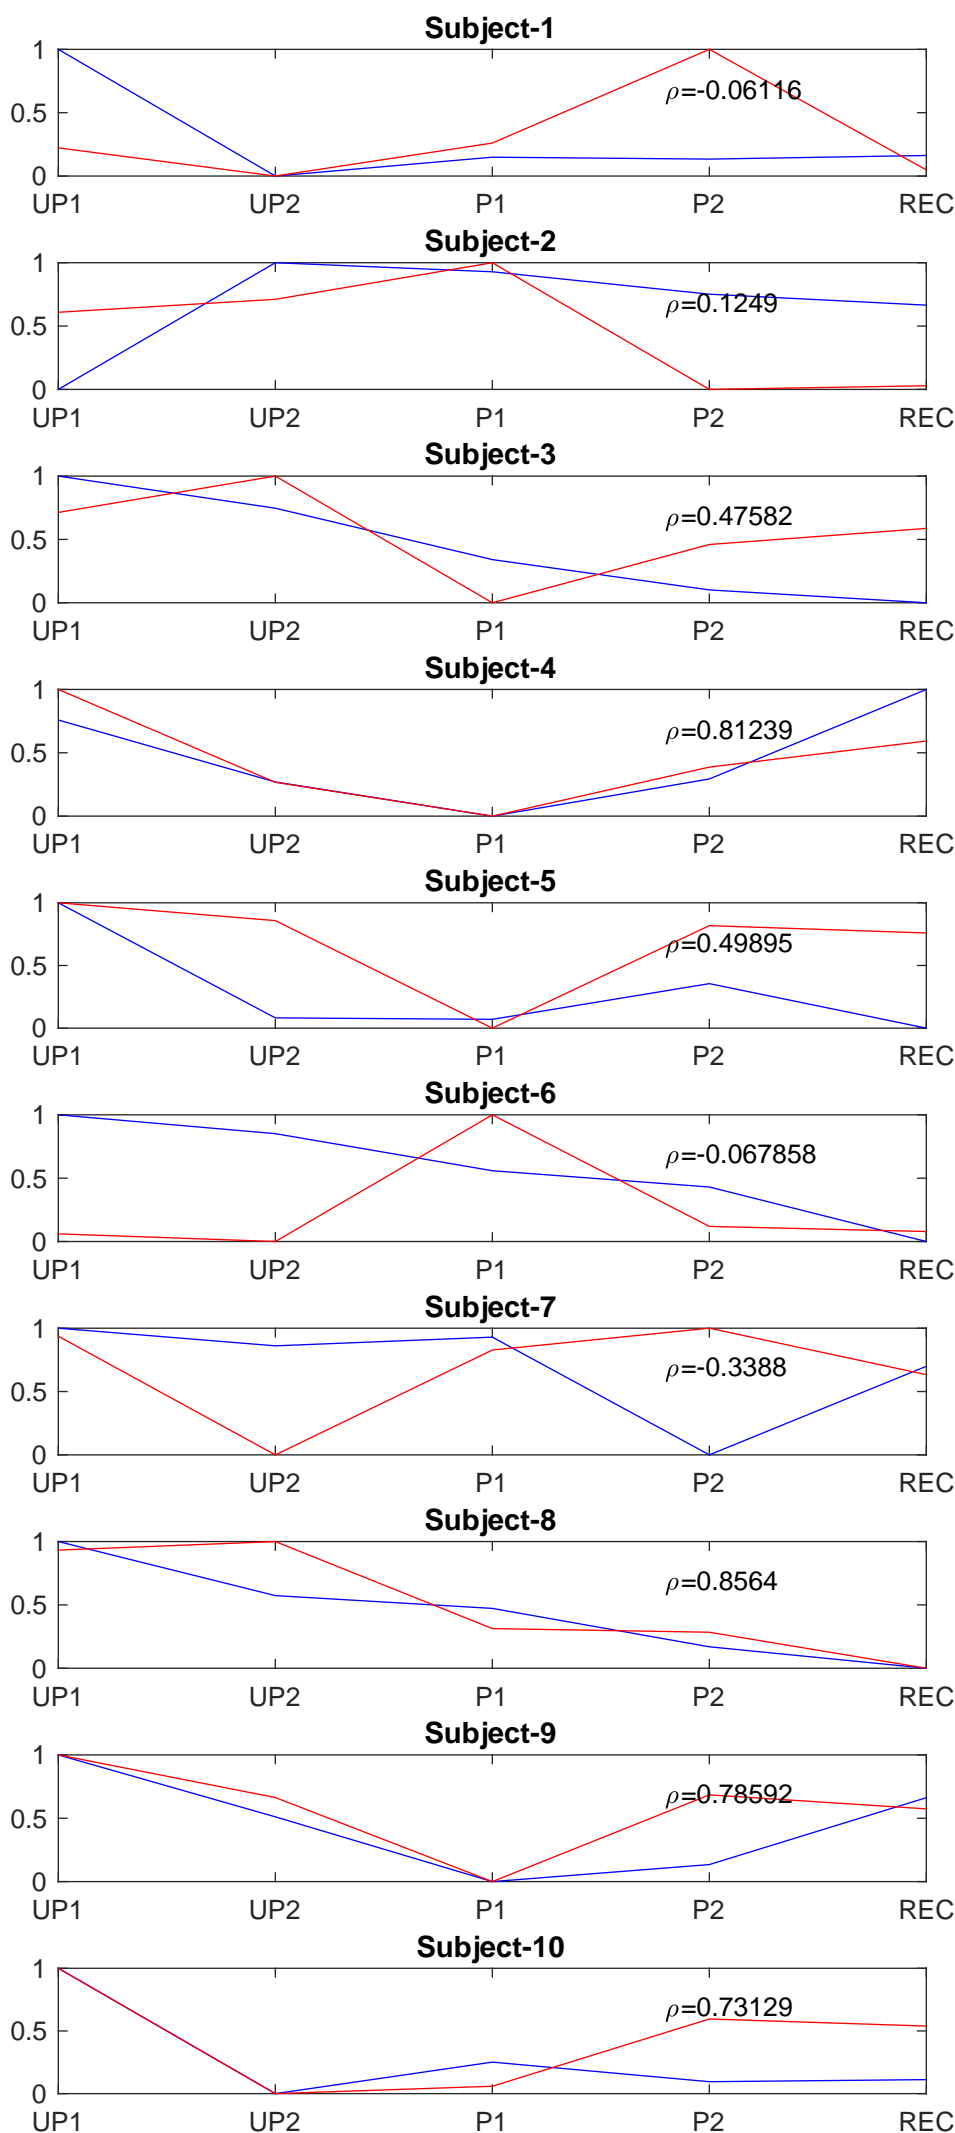 Subject-1
1
ρ=-0.06116
0.5
0
UP1 UP2 P1 P2 REC
Subject-2
1
ρ=0.1249
0.5
0
UP1 UP2 P1 P2 REC
Subject-3
1
ρ=0.47582
0.5
0
UP1 UP2 P1 P2 REC
Subject-4
1
ρ=0.81239
0.5
0
UP1 UP2 P1 P2 REC
Subject-5
1
ρ=0.49895
0.5
0
UP1 UP2 P1 P2 REC
Subject-6
1
ρ=-0.067858
0.5
0
UP1 UP2 P1 P2 REC
Subject-7
1
ρ=-0.3388
0.5
0
UP1 UP2 P1 P2 REC
Subject-8
1
ρ=0.8564
0.5
0
UP1 UP2 P1 P2 REC
Subject-9
1
ρ=0.78592
0.5
0
UP1 UP2 P1 P2 REC
Subject-10
1
ρ=0.73129
0.5
0
UP1 UP2 P1 P2 REC